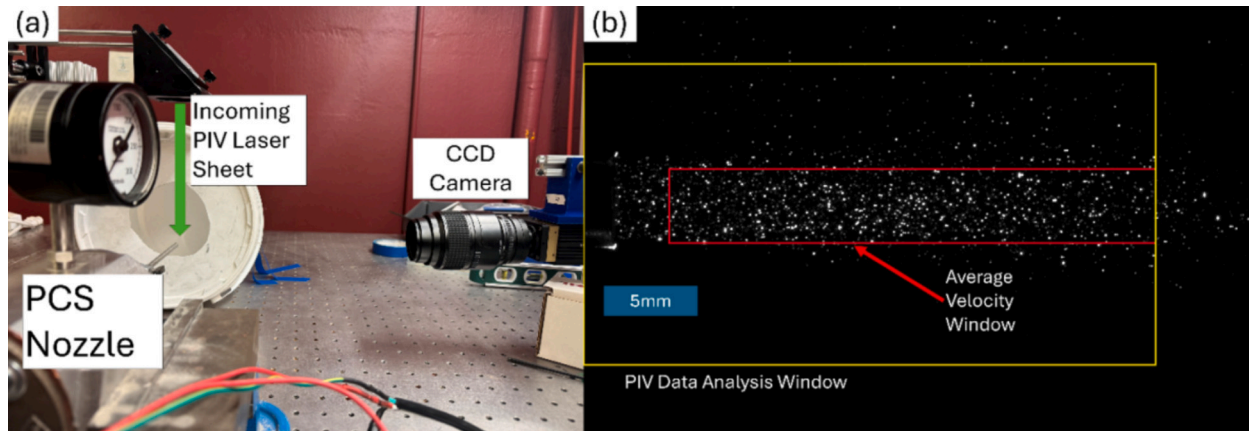 (a)
Incoming
PIV Laser
Sheet
CCD
Camera
PCS
Nozzle
(b)
5mm
Average
Velocity
Window
PIV Data Analysis Window